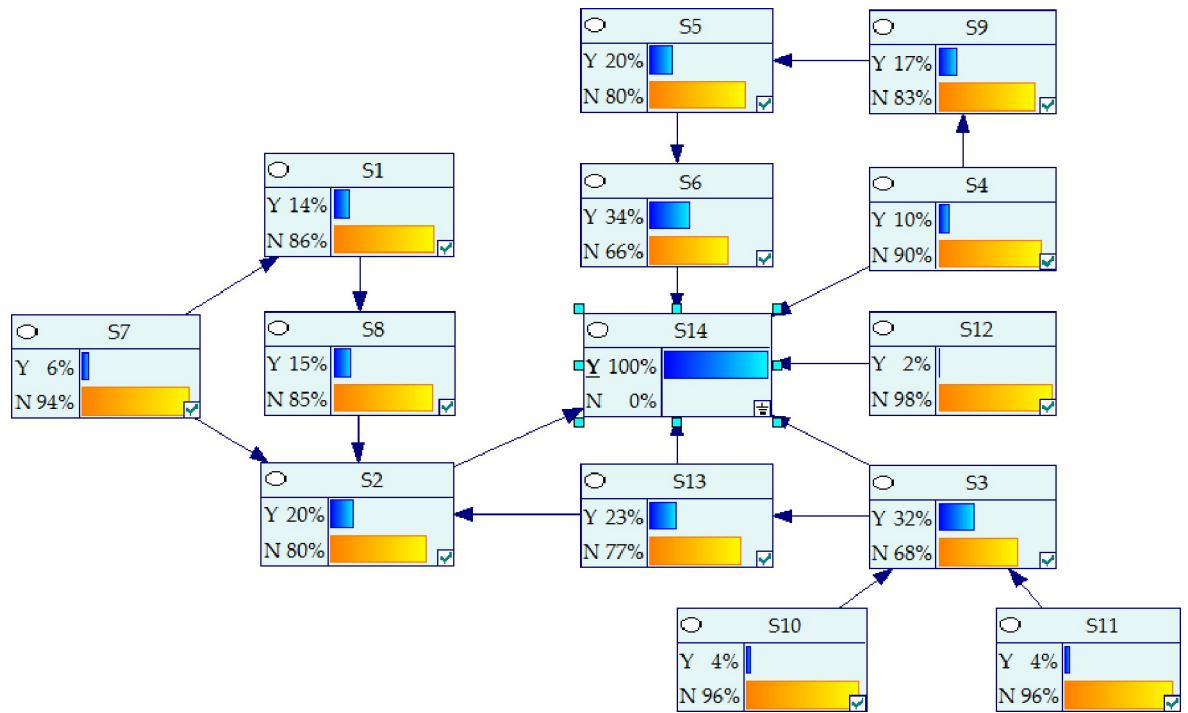 S5
Y 20%
N 80%
S9
Y 17%
N 83%
S1
Y 14%
N 86%
S6
Y 34%
N 66%
S4
Y 10%
N 90%
S7
Y 6%
N 94%
S8
Y 15%
N 85%
S14
Y 100%
N 0%
S12
Y 2%
N 98%
S2
Y 20%
N 80%
S13
Y 23%
N 77%
S3
Y 32%
N 68%
S10
Y 4%
N 96%
S11
Y 4%
N 96%